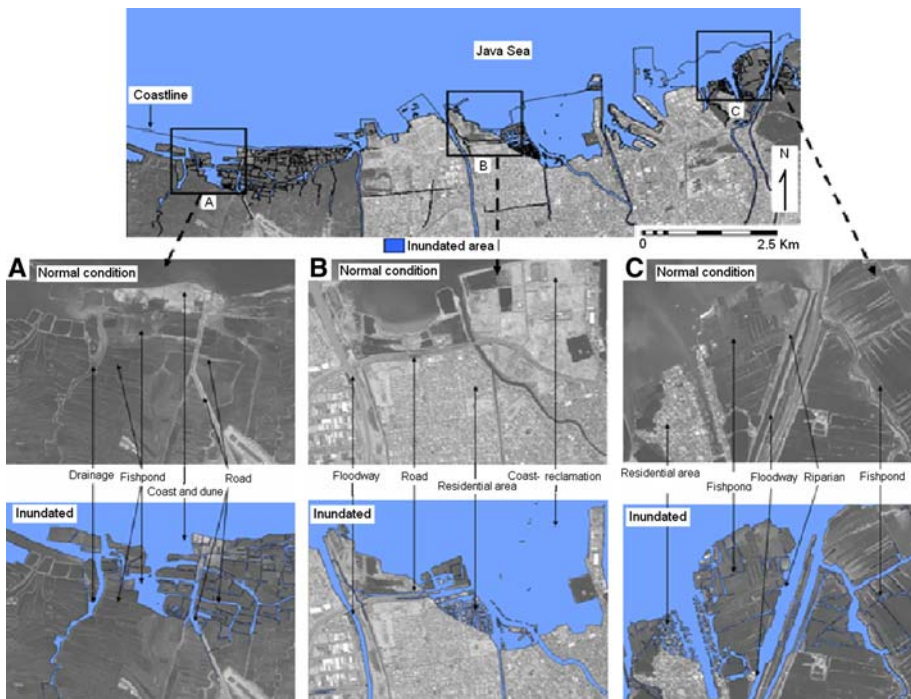 Java Sea
Coastline
A
B
C
N
Inundated area
0 2.5 Km
A
Normal condition
B
Normal condition
C
Normal condition
Drainage
Fishpond
Coast and dune
Road
Floodway
Road
Residential area
Coast- reclamation
Residential area
Fishpond
Floodway
Riparian
Fishpond
Inundated
Inundated
Inundated